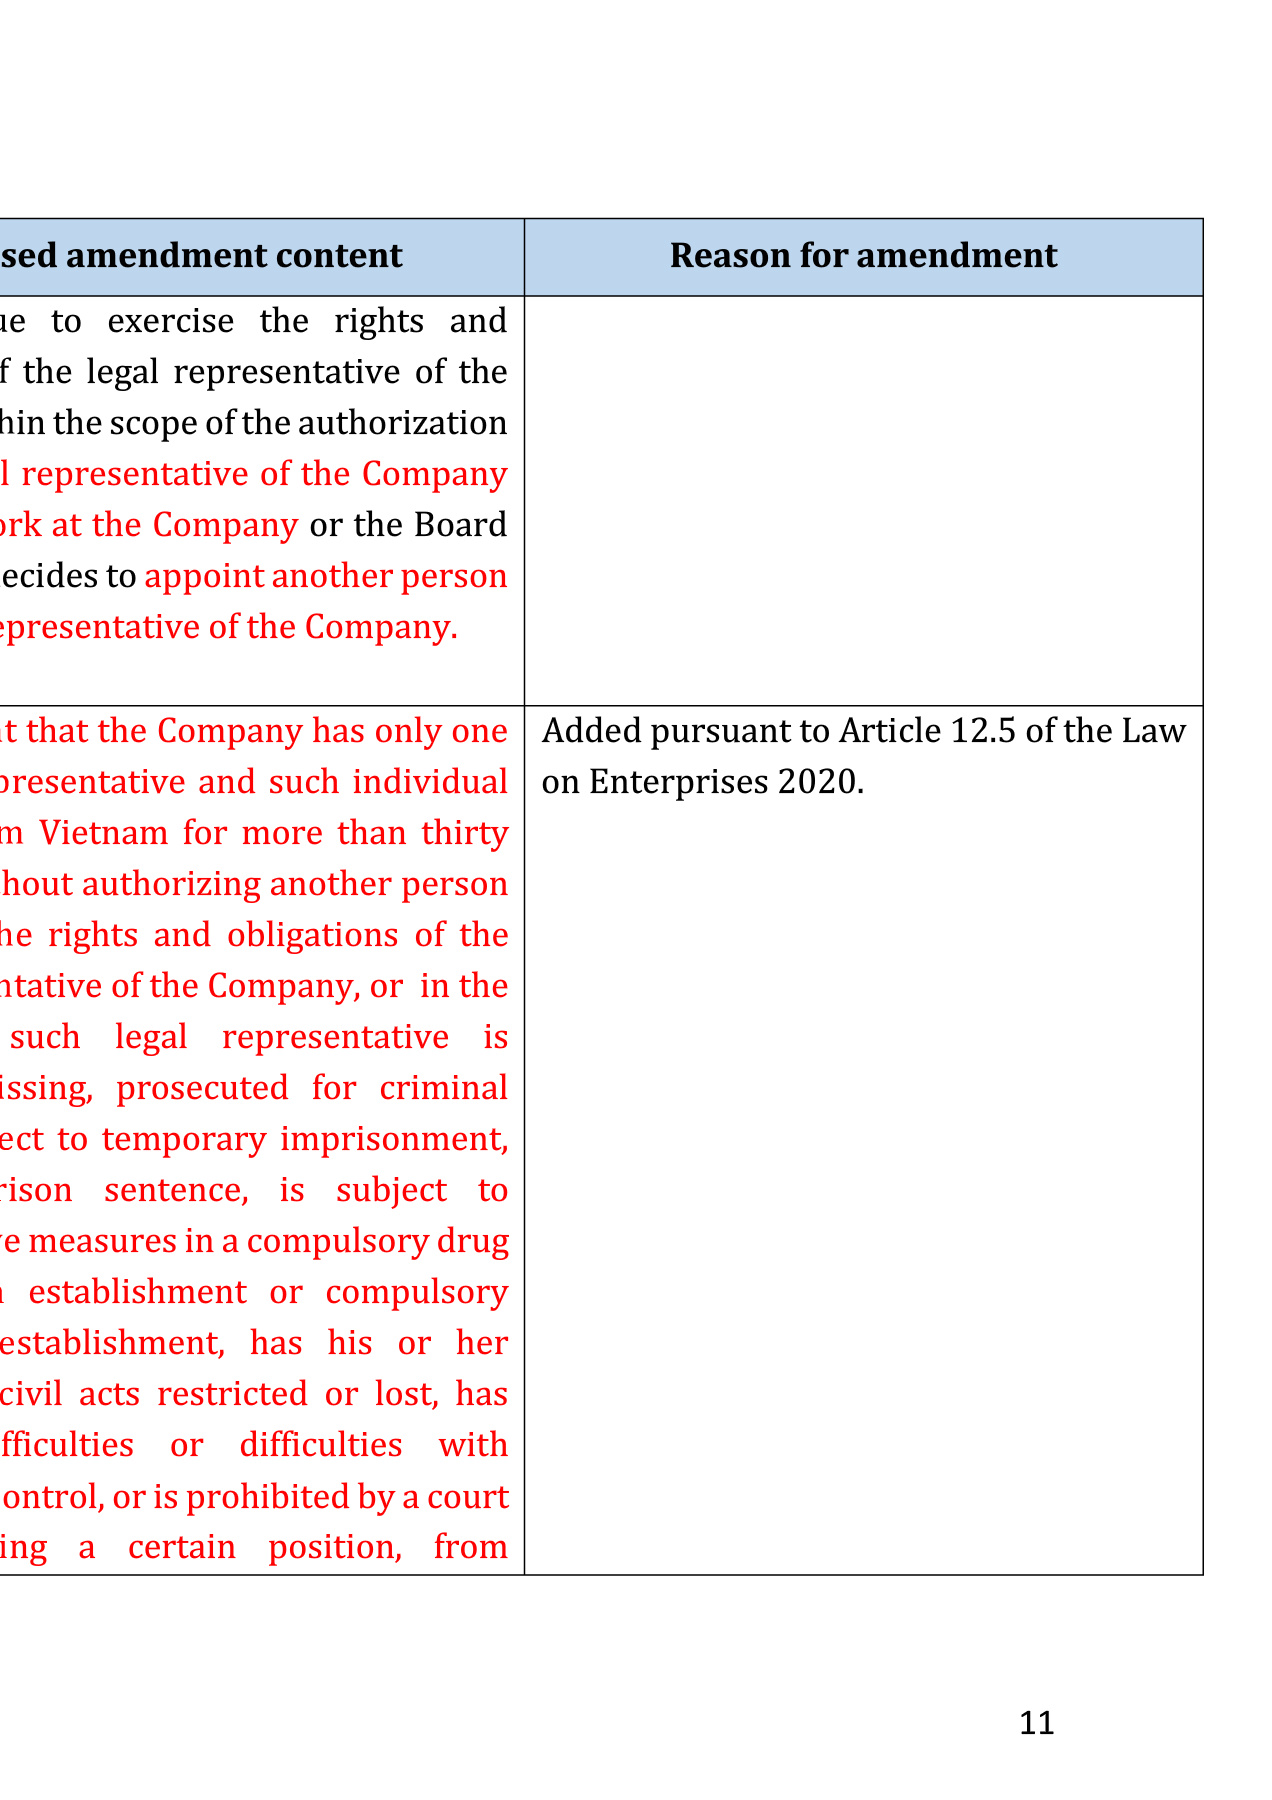 sed amendment content
Reason for amendment
ue to exercise the rights and
f the legal representative of the
hin the scope of the authorization
l representative of the Company
ork at the Company or the Board
ecides to appoint another person
epresentative of the Company.
nt that the Company has only one
presentative and such individual
m Vietnam for more than thirty
hout authorizing another person
he rights and obligations of the
ntative of the Company, or in the
such legal representative is
issing, prosecuted for criminal
ect to temporary imprisonment,
rison sentence, is subject to
ve measures in a compulsory drug
n establishment or compulsory
establishment, has his or her
civil acts restricted or lost, has
fficulties or difficulties with
ontrol, or is prohibited by a court
ing a certain position, from
Added pursuant to Article 12.5 of the Law
on Enterprises 2020.
11